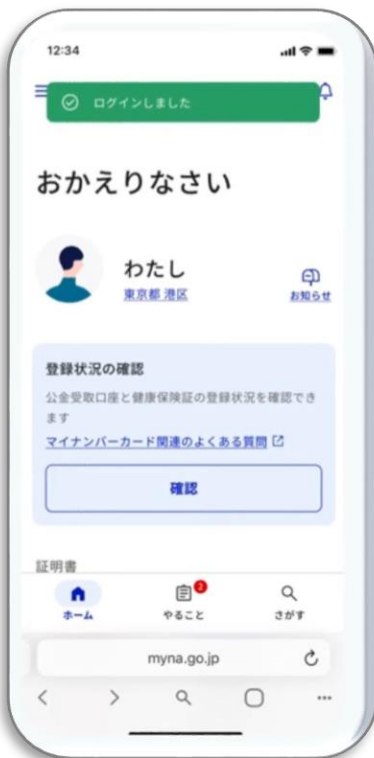 12:34
ログインしました
おかえりなさい
わたし
東京都 港区
お知らせ
登録状況の確認
公金受取口座と健康保険証の登録状況を確認でき
ます
マイナンバーカード関連のよくある質問
確認
証明書
2
ホーム
やること
さがす
myna.go.jp